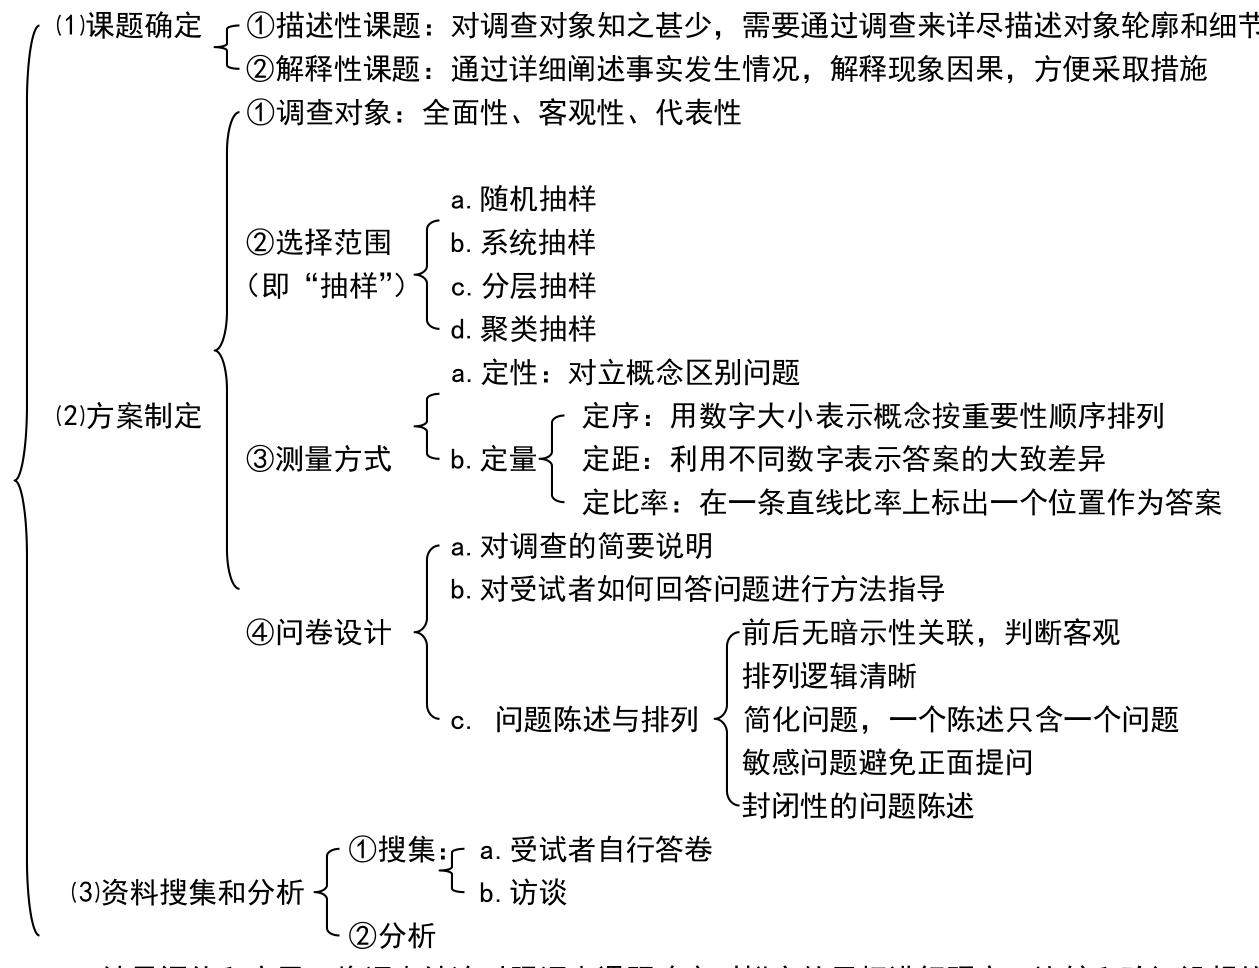 ⑴课题确定
①描述性课题：对调查对象知之甚少，需要通过调查来详尽描述对象轮廓和细节
②解释性课题：通过详细阐述事实发生情况，解释现象因果，方便采取措施
①调查对象：全面性、客观性、代表性
a. 随机抽样
②选择范围
b. 系统抽样
（即“抽样”）
c. 分层抽样
d. 聚类抽样
a. 定性：对立概念区别问题
⑵方案制定
定序：用数字大小表示概念按重要性顺序排列
③测量方式
b. 定量
定距：利用不同数字表示答案的大致差异
定比率：在一条直线比率上标出一个位置作为答案
a. 对调查的简要说明
b. 对受试者如何回答问题进行方法指导
④问卷设计
前后无暗示性关联，判断客观
排列逻辑清晰
c. 问题陈述与排列
简化问题，一个陈述只含一个问题
敏感问题避免正面提问
封闭性的问题陈述
①搜集：
a. 受试者自行答卷
⑶资料搜集和分析
b. 访谈
②分析